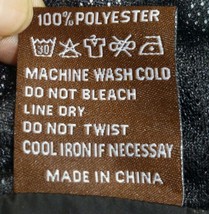 100% POLYESTER
30
MACHINE WASH COLD
DO NOT BLEACH
LINE DRY
DO NOT TWIST
COOL IRON IF NECESSAY
MADE IN CHINA